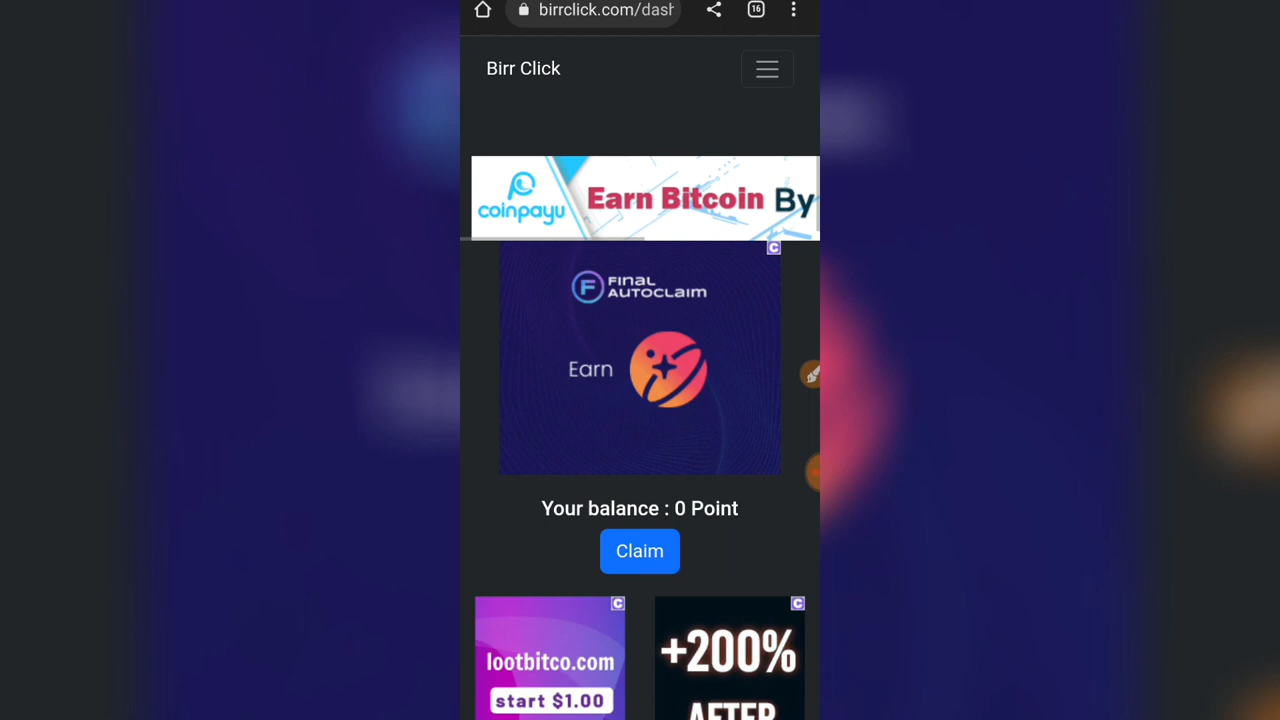 birrclick.com/dash
16
Birr Click
coinpayu
Earn Bitcoin By
C
FINAL
AUTOCLAIM
Earn
Your balance : 0 Point
Claim
C
C
lootbitco.com
+200%
start $1.00
AFTER